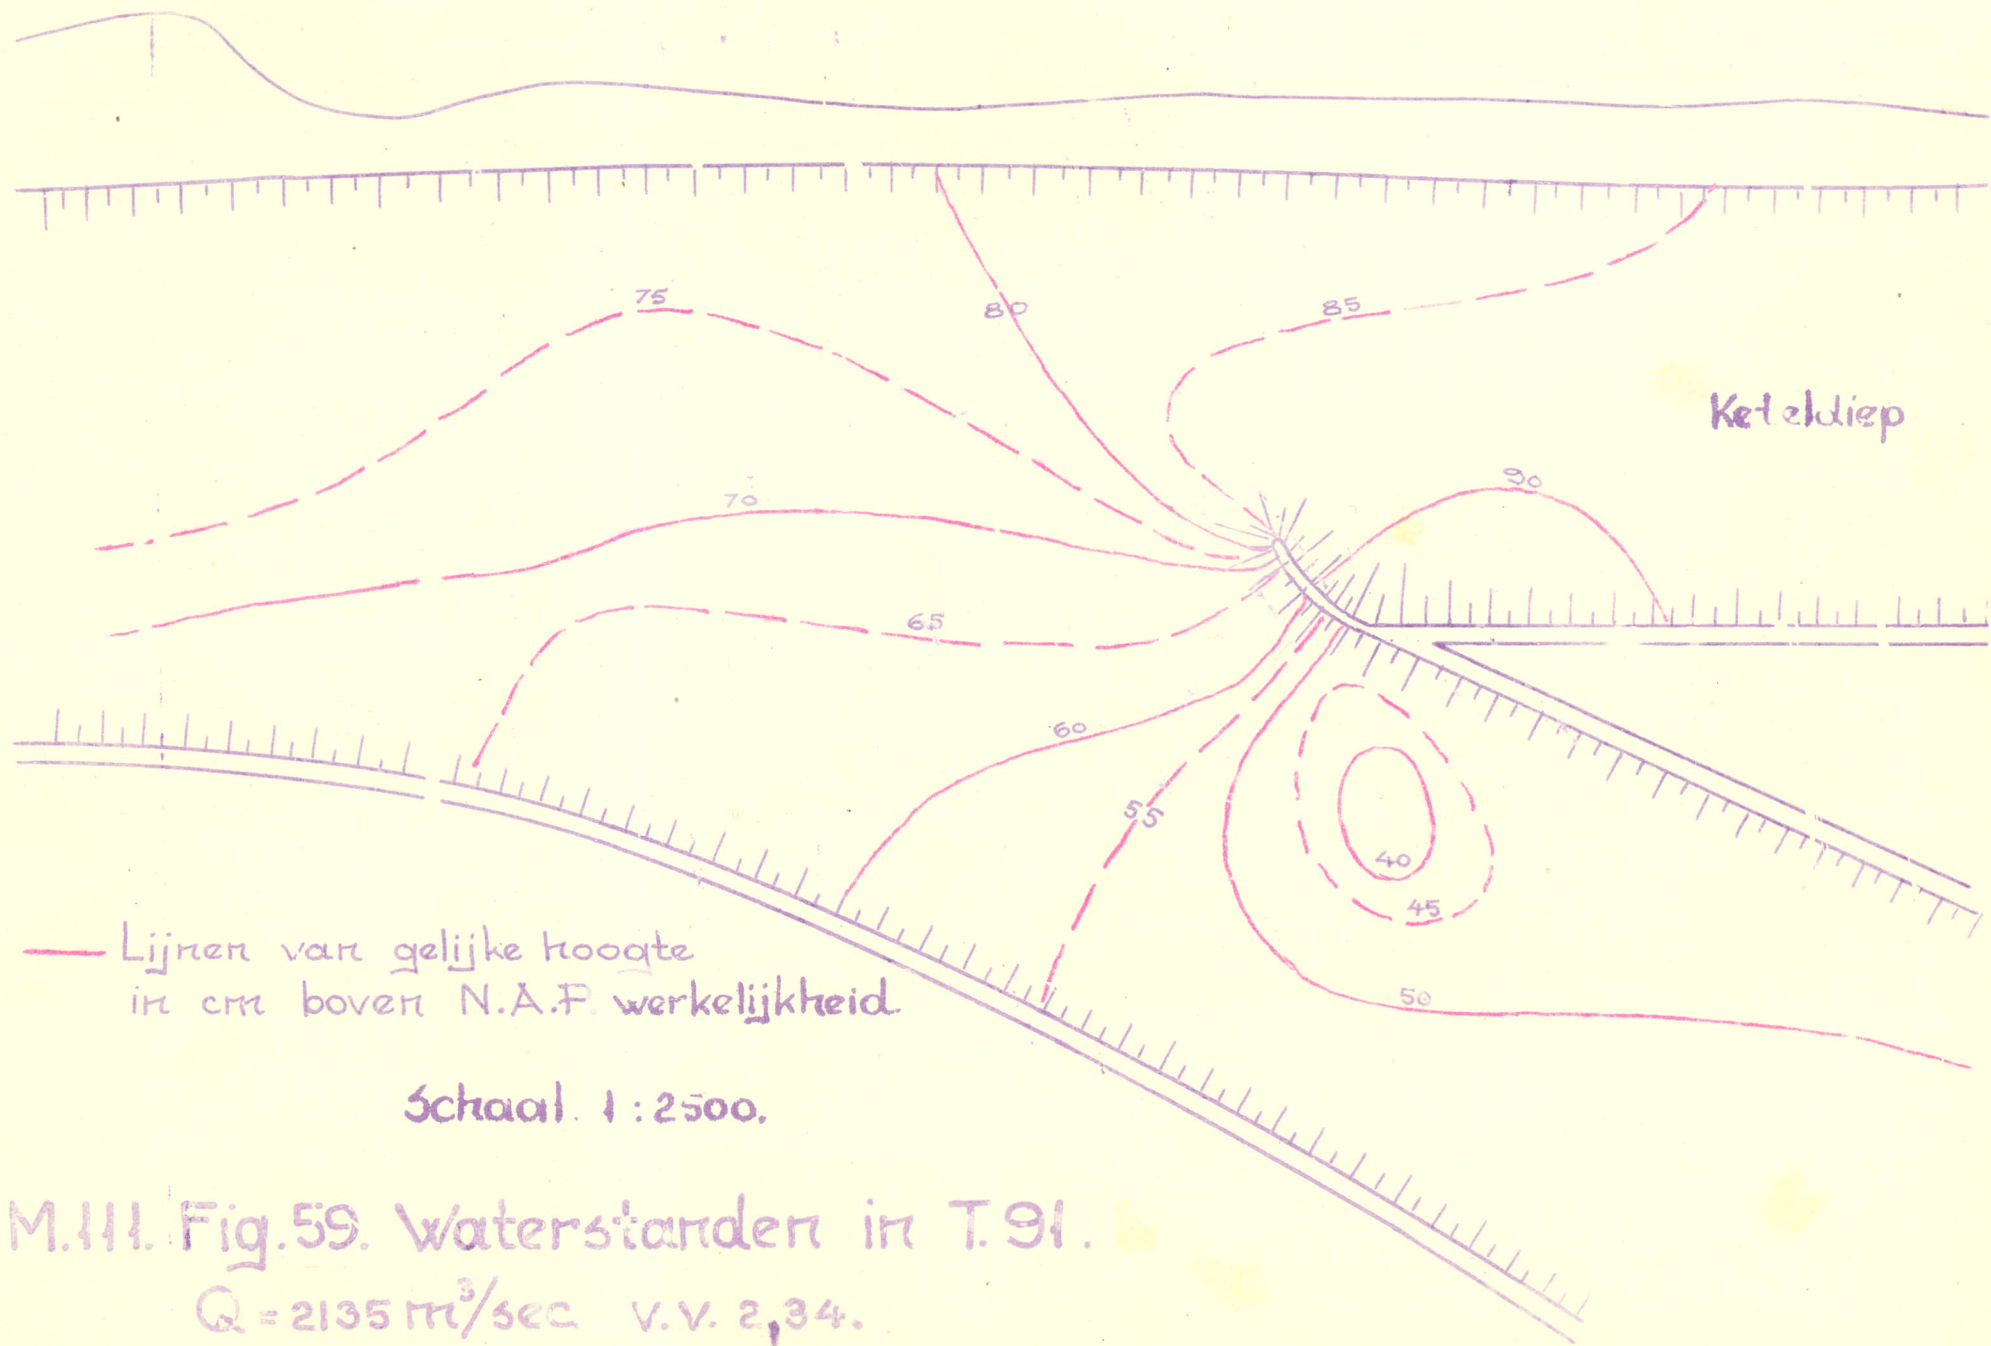 75
80
85
Keteldiep
90
70
65
60
55
40
45
50
Lijnen van gelijke hoogte
in cm boven N.A.P. werkelijkheid.
Schaal. 1:2500.
M.111. Fig.59. Waterstanden in T.91.
Q = 2135 m³/sec V.V. 2,34.